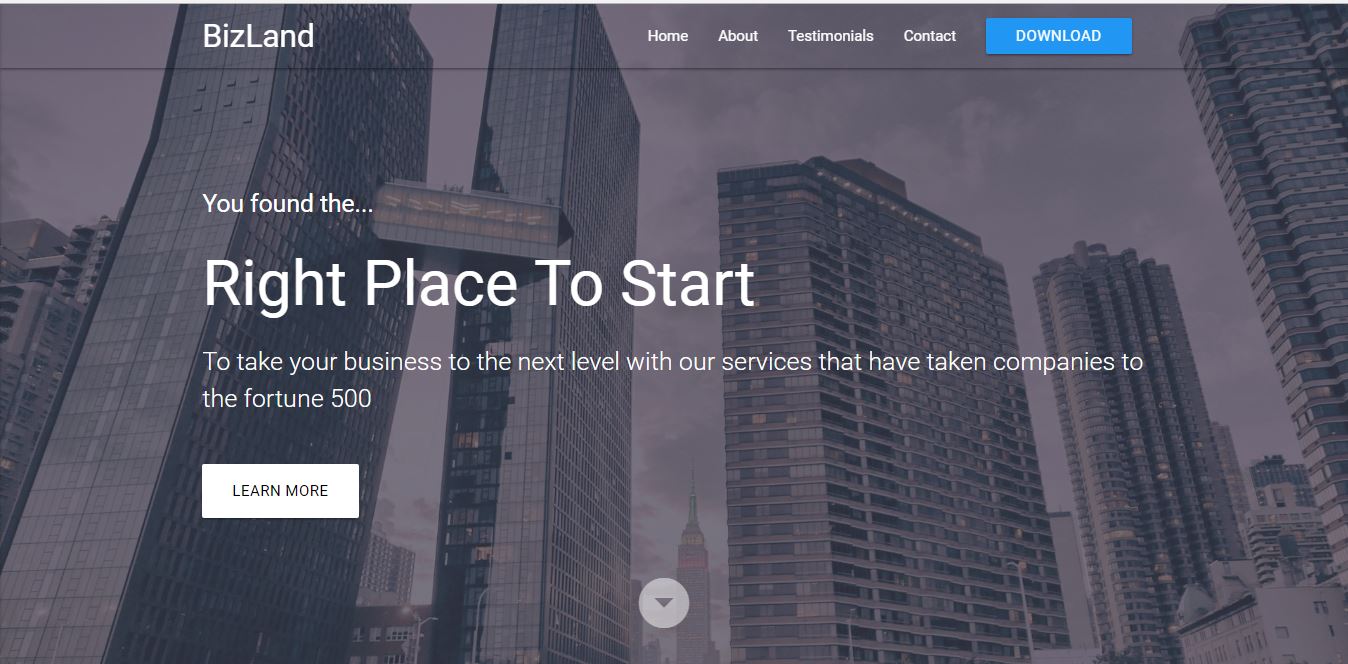 BizLand
Home About Testimonials Contact DOWNLOAD
You found the...
Right Place To Start
To take your business to the next level with our services that have taken companies to
the fortune 500
LEARN MORE